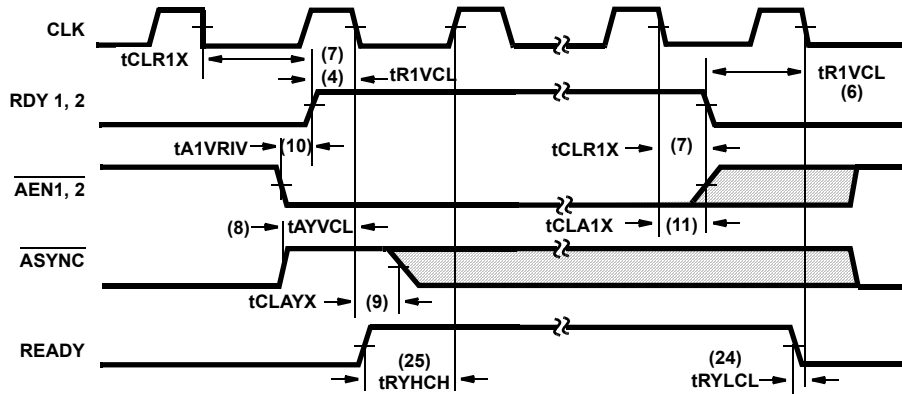 CLK
tCLR1X
(7)
(4)
tR1VCL
tR1VCL
(6)
RDY 1, 2
tA1VRIV
(10)
tCLR1X
(7)
AEN1, 2
(8)
tAYVCL
tCLA1X
(11)
ASYNC
tCLAYX
(9)
READY
(25)
tRYHCH
(24)
tRYLCL